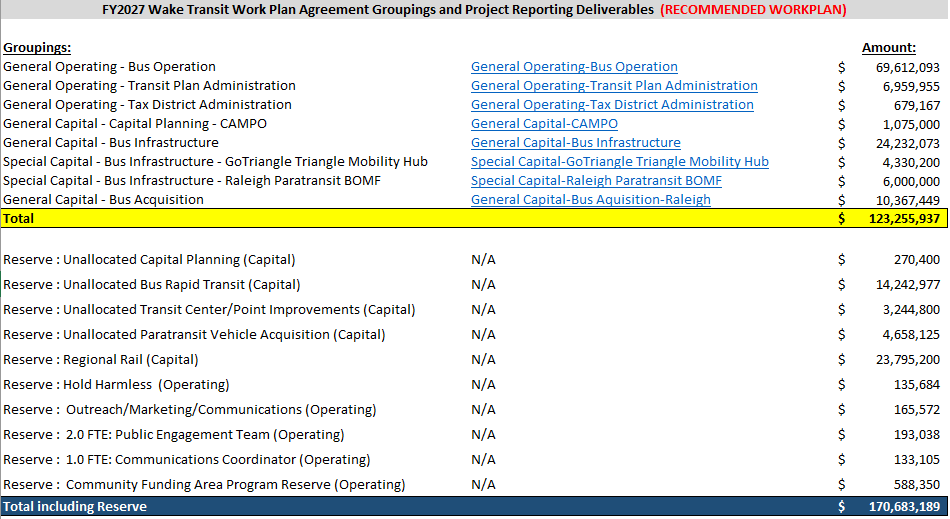 FY2027 Wake Transit Work Plan Agreement Groupings and Project Reporting Deliverables (RECOMMENDED WORKPLAN)
Groupings: Amount:
General Operating - Bus Operation General Operating-Bus Operation $ 69,612,093
General Operating - Transit Plan Administration General Operating-Transit Plan Administration $ 6,959,955
General Operating - Tax District Administration General Operating-Tax District Administration $ 679,167
General Capital - Capital Planning - CAMPO General Capital-CAMPO $ 1,075,000
General Capital - Bus Infrastructure General Capital-Bus Infrastructure $ 24,232,073
Special Capital - Bus Infrastructure - GoTriangle Triangle Mobility Hub Special Capital-GoTriangle Triangle Mobility Hub $ 4,330,200
Special Capital - Bus Infrastructure - Raleigh Paratransit BOMF Special Capital-Raleigh Paratransit BOMF $ 6,000,000
General Capital - Bus Acquisition General Capital-Bus Aquisition-Raleigh $ 10,367,449
Total $ 123,255,937
Reserve : Unallocated Capital Planning (Capital) N/A $ 270,400
Reserve : Unallocated Bus Rapid Transit (Capital) N/A $ 14,242,977
Reserve : Unallocated Transit Center/Point Improvements (Capital) N/A $ 3,244,800
Reserve : Unallocated Paratransit Vehicle Acquisition (Capital) N/A $ 4,658,125
Reserve : Regional Rail (Capital) N/A $ 23,795,200
Reserve : Hold Harmless (Operating) N/A $ 135,684
Reserve : Outreach/Marketing/Communications (Operating) N/A $ 165,572
Reserve : 2.0 FTE: Public Engagement Team (Operating) N/A $ 193,038
Reserve : 1.0 FTE: Communications Coordinator (Operating) N/A $ 133,105
Reserve : Community Funding Area Program Reserve (Operating) N/A $ 588,350
Total including Reserve $ 170,683,189